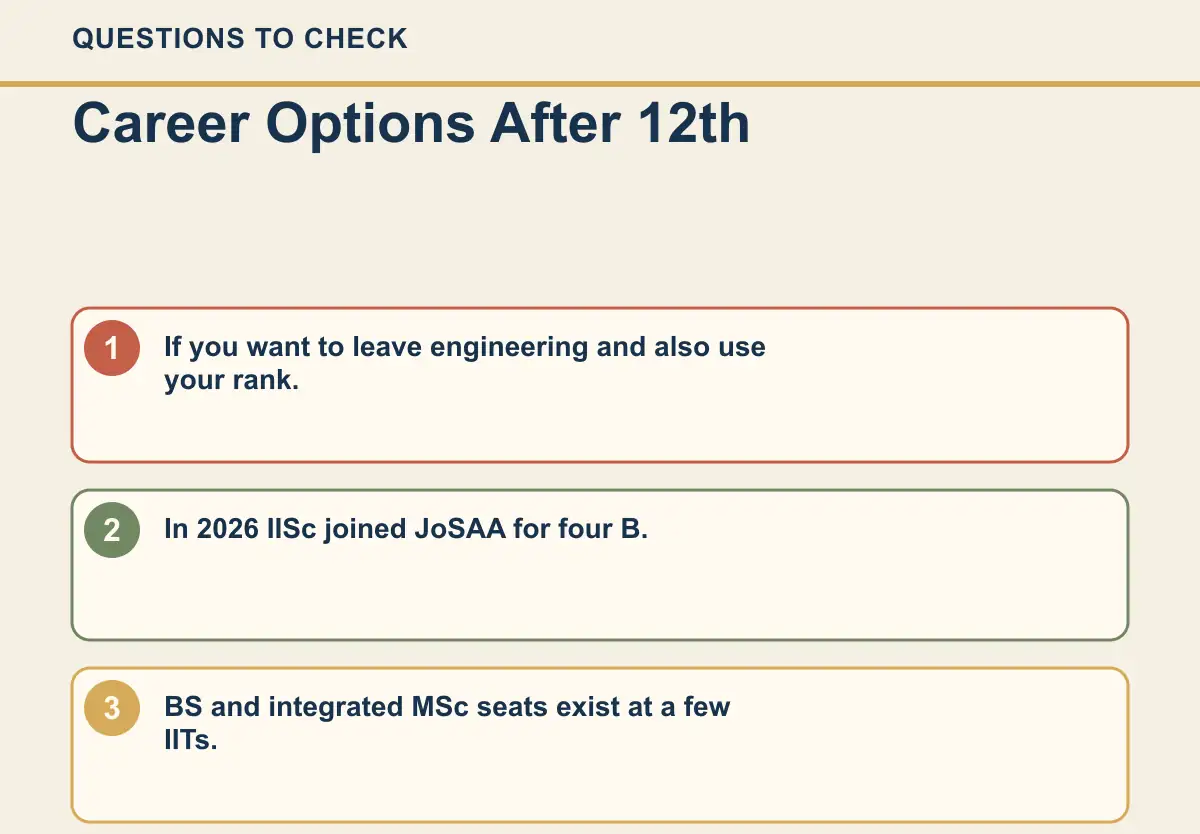 QUESTIONS TO CHECK
Career Options After 12th
1
If you want to leave engineering and also use
your rank.
2
In 2026 IISc joined JoSAA for four B.
3
BS and integrated MSc seats exist at a few
IITs.